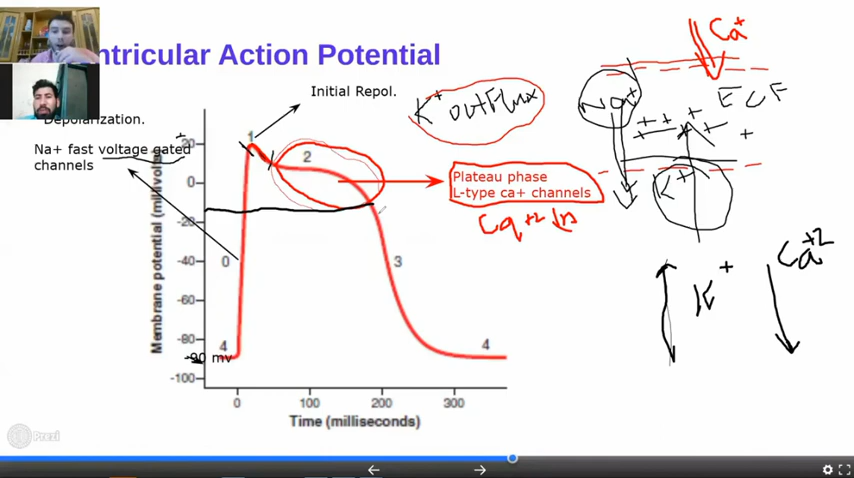 ntricular Action Potential
Initial Repol.
Depolarization.
Na+ fast voltage gated
channels
+
K+ outflux
Plateau phase
L-type ca+ channels
Ca+2 in
Ca+
Na+
ECF
++ + +
K+
K+
Ca+2
Membrane potential (millivolts)
20
0
-20
-40
-60
-80
-90 mv
-100
4
0
1
2
3
4
0 100 200 300
Time (milliseconds)
Prezi